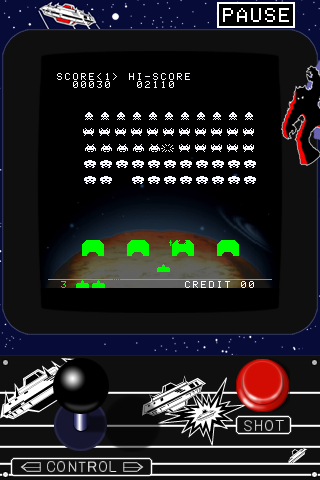 PAUSE
SCORE<1> HI-SCORE
00030 02110
3 CREDIT 00
SHOT
CONTROL